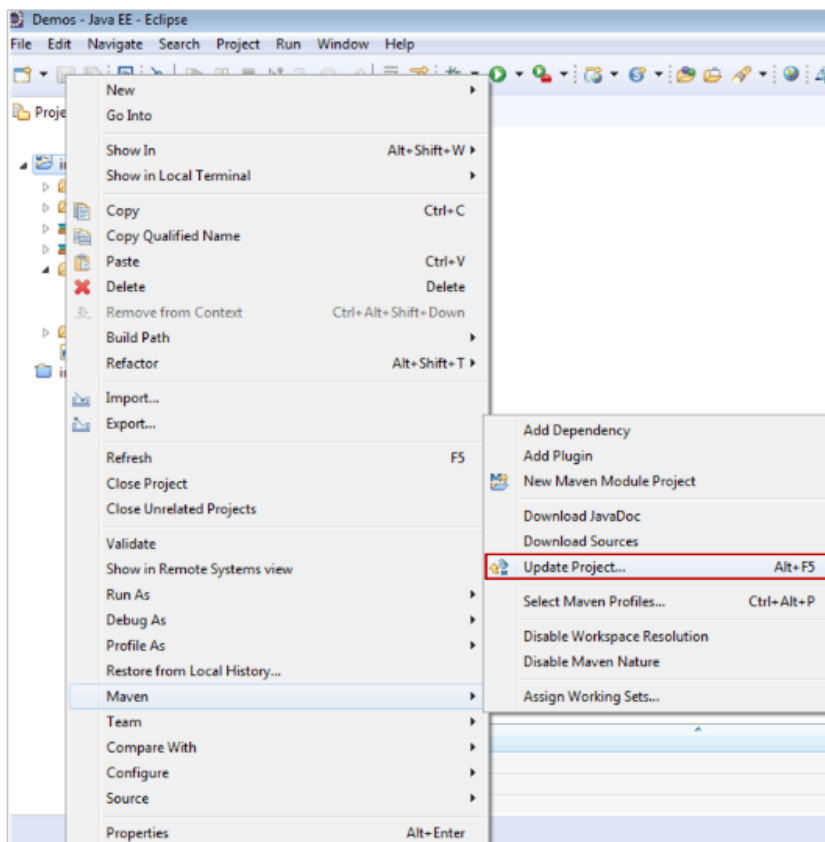 Demos - Java EE - Eclipse
File Edit Navigate Search Project Run Window Help
New
Go Into
Show In Alt+Shift+W
Show in Local Terminal
Copy Ctrl+C
Copy Qualified Name
Paste Ctrl+V
Delete Delete
Remove from Context Ctrl+Alt+Shift+Down
Build Path
Refactor Alt+Shift+T
Import...
Export...
Refresh F5
Close Project
Close Unrelated Projects
Validate
Show in Remote Systems view
Run As
Debug As
Profile As
Restore from Local History...
Maven
Team
Compare With
Configure
Source
Properties Alt+Enter
Add Dependency
Add Plugin
New Maven Module Project
Download JavaDoc
Download Sources
Update Project... Alt+F5
Select Maven Profiles... Ctrl+Alt+P
Disable Workspace Resolution
Disable Maven Nature
Assign Working Sets...